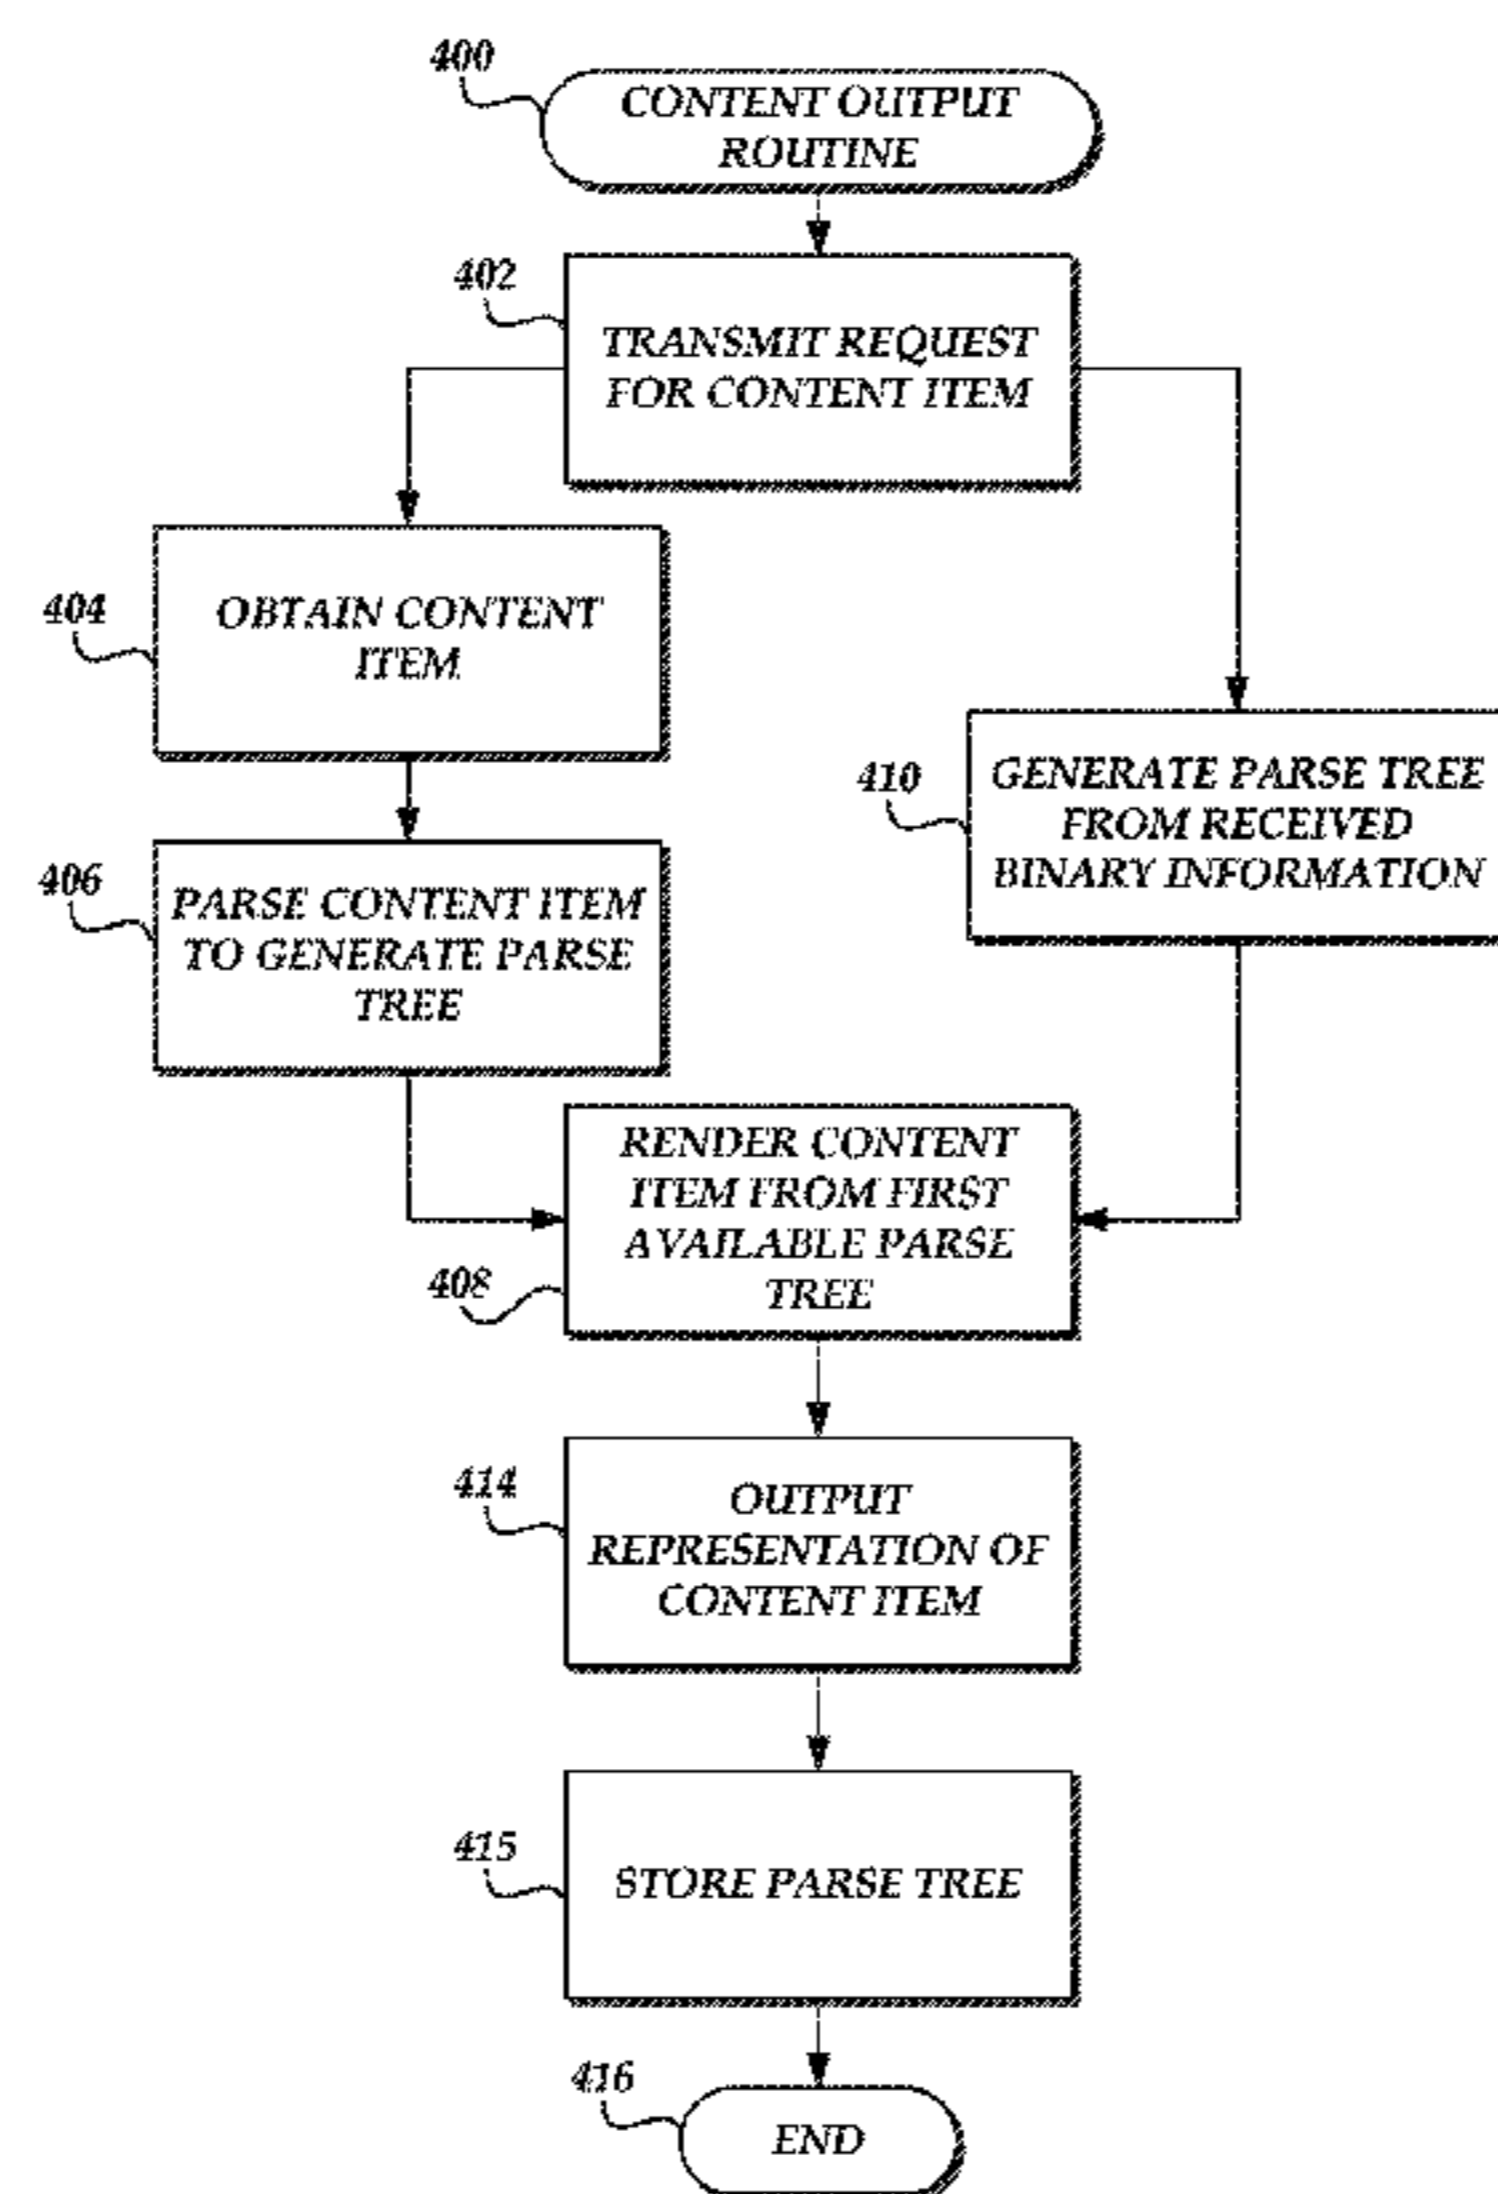 400
CONTENT OUTPUT
ROUTINE
402
TRANSMIT REQUEST
FOR CONTENT ITEM
404
OBTAIN CONTENT
ITEM
410
GENERATE PARSE TREE
FROM RECEIVED
BINARY INFORMATION
406
PARSE CONTENT ITEM
TO GENERATE PARSE
TREE
408
RENDER CONTENT
ITEM FROM FIRST
AVAILABLE PARSE
TREE
414
OUTPUT
REPRESENTATION OF
CONTENT ITEM
415
STORE PARSE TREE
416
END